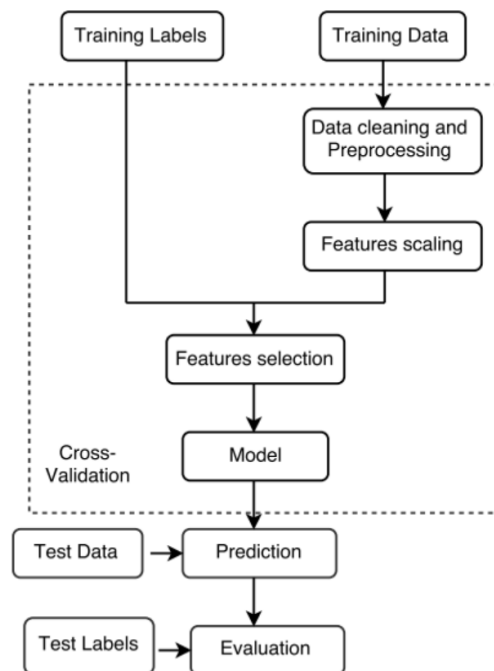 Training Labels
Training Data
Data cleaning and
Preprocessing
Features scaling
Features selection
Cross-
Validation
Model
Test Data
Prediction
Test Labels
Evaluation